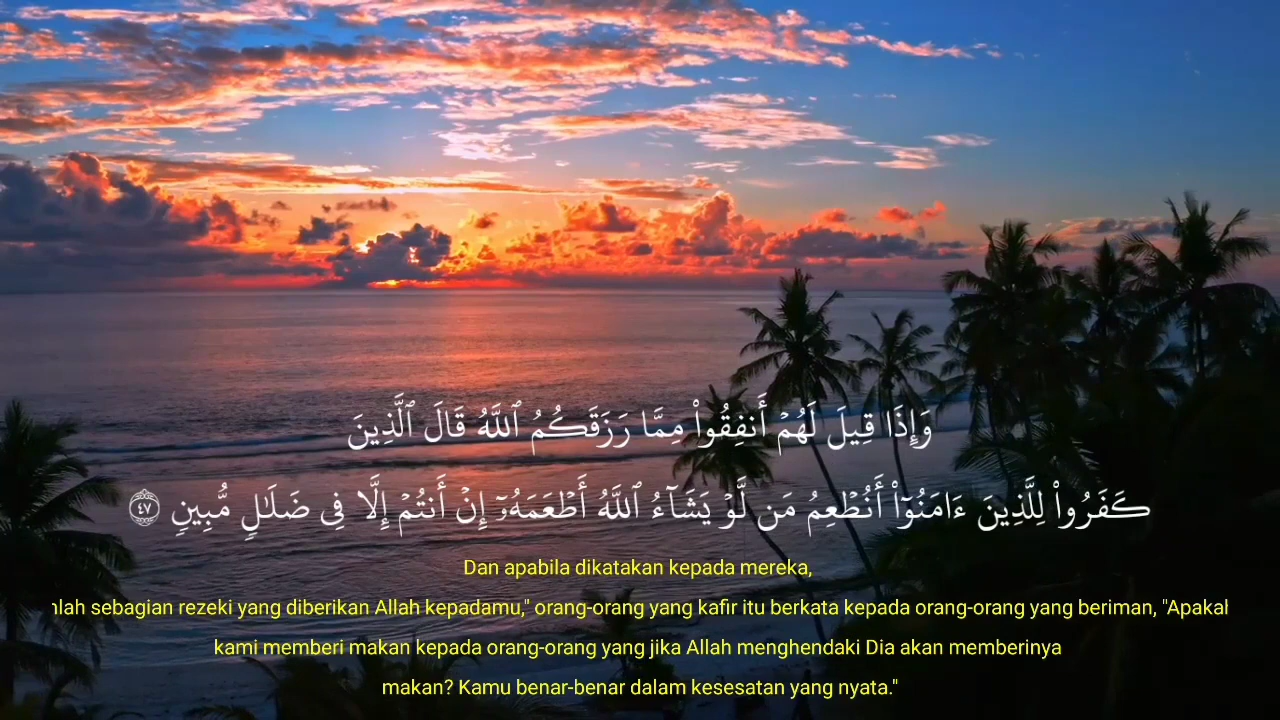 وَإِذَا قِيلَ لَهُمۡ أَنفِقُواْ مِمَّا رَزَقَكُمُ ٱللَّهُ قَالَ ٱلَّذِينَ
كَفَرُواْ لِلَّذِينَ ءَامَنُوٓاْ أَنُطۡعِمُ مَن لَّوۡ يَشَآءُ ٱللَّهُ أَطۡعَمَهُۥٓ إِنۡ أَنتُمۡ إِلَّا فِي ضَلَٰلٖ مُّبِينٖ ٤٧
Dan apabila dikatakan kepada mereka,
sebagian rezeki yang diberikan Allah kepadamu," orang-orang yang kafir itu berkata kepada orang-orang yang beriman, "Apakah
kami memberi makan kepada orang-orang yang jika Allah menghendaki Dia akan memberinya
makan? Kamu benar-benar dalam kesesatan yang nyata."